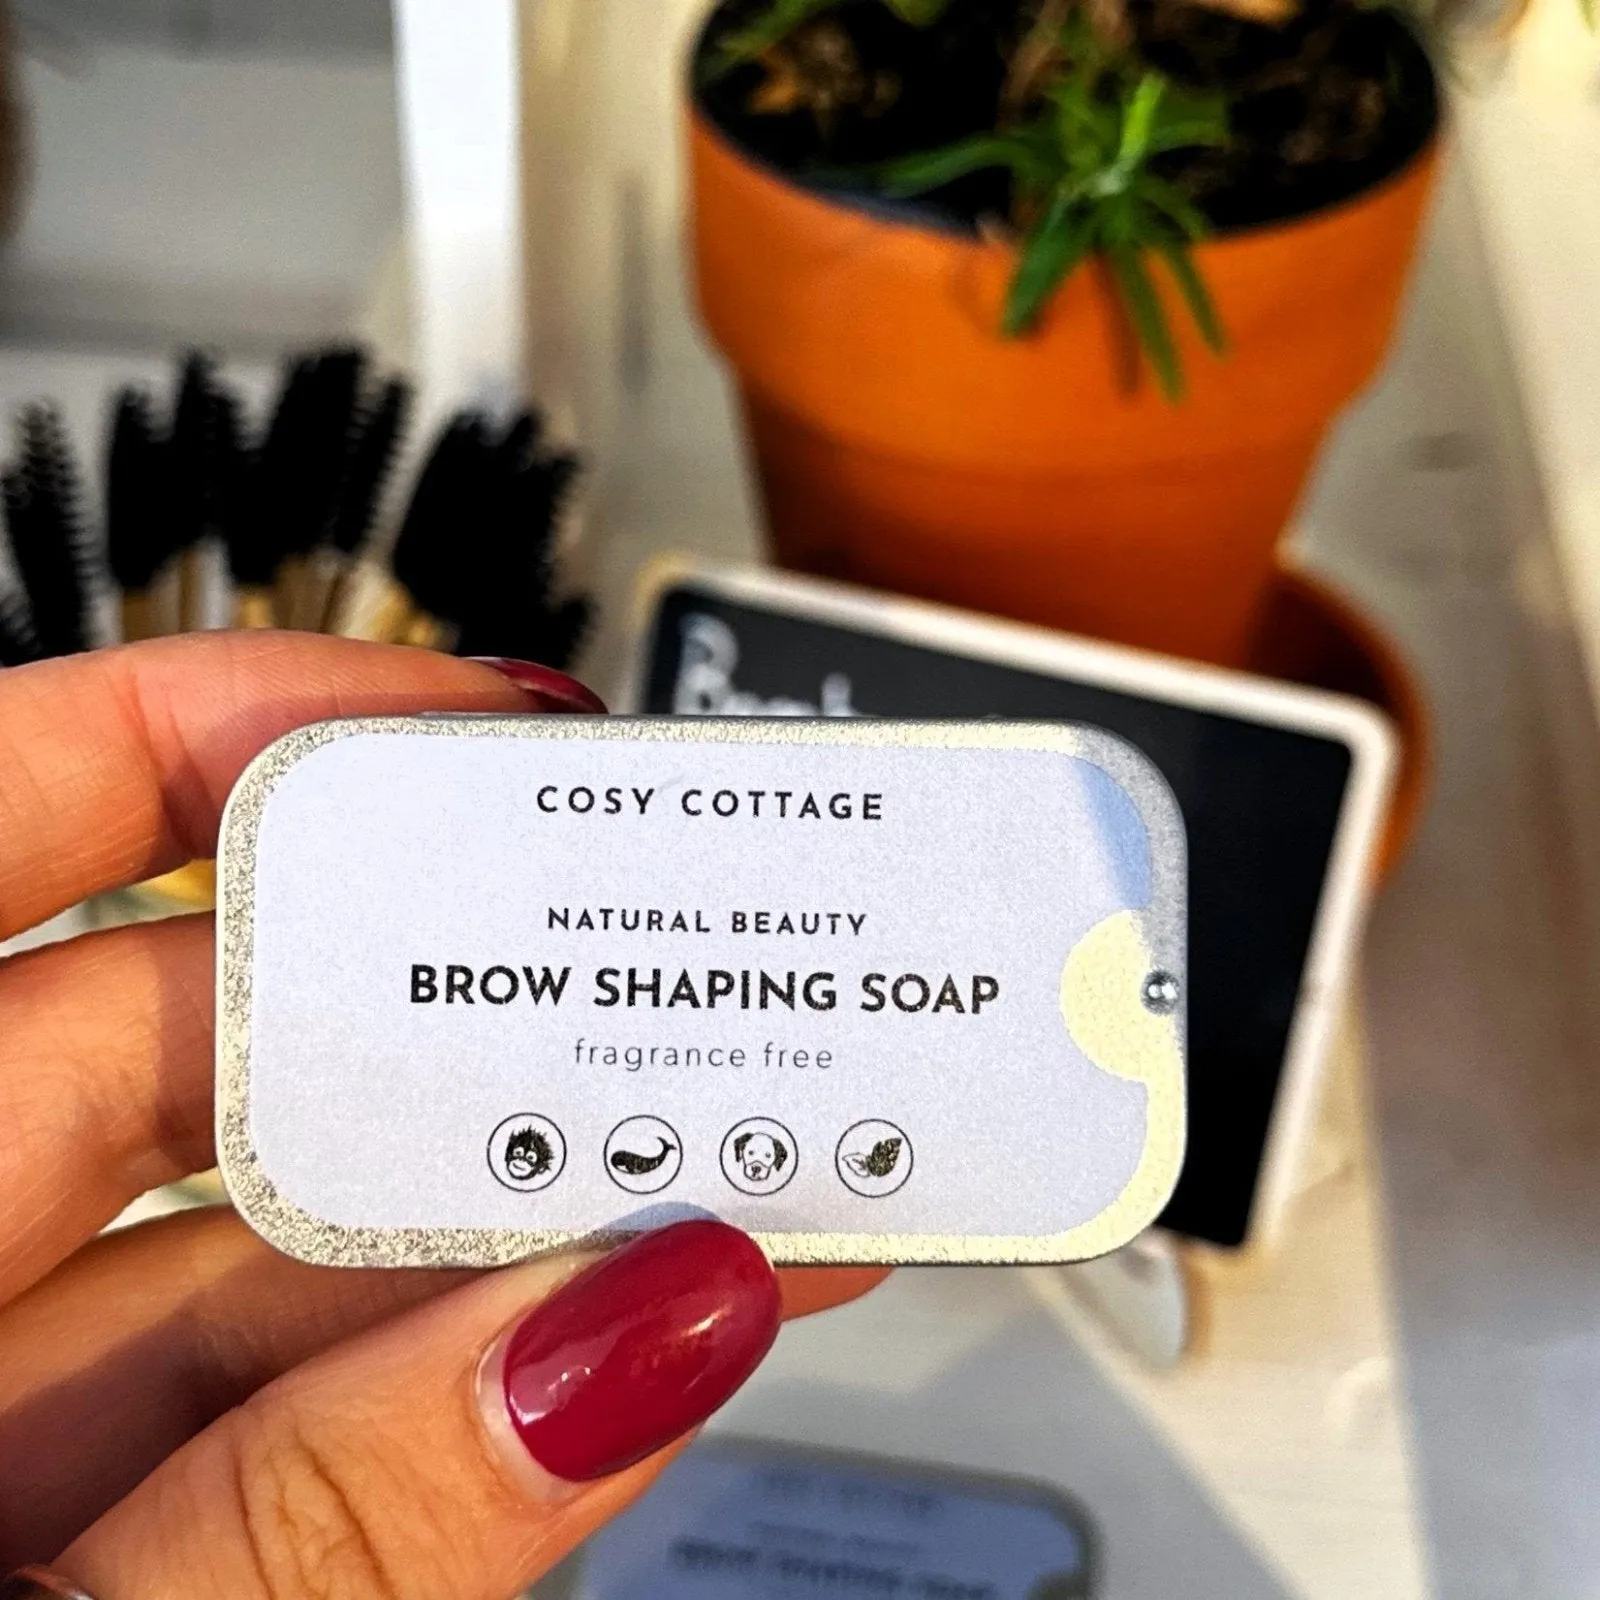 COSY COTTAGE
NATURAL BEAUTY
BROW SHAPING SOAP
fragrance free